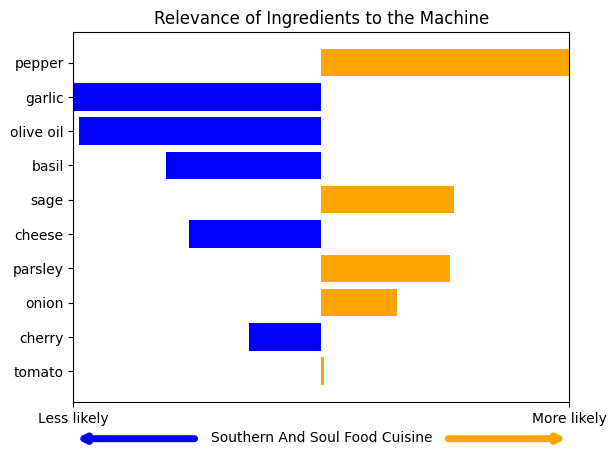 Relevance of Ingredients to the Machine
pepper
garlic
olive oil
basil
sage
cheese
parsley
onion
cherry
tomato
Less likely More likely
Southern And Soul Food Cuisine